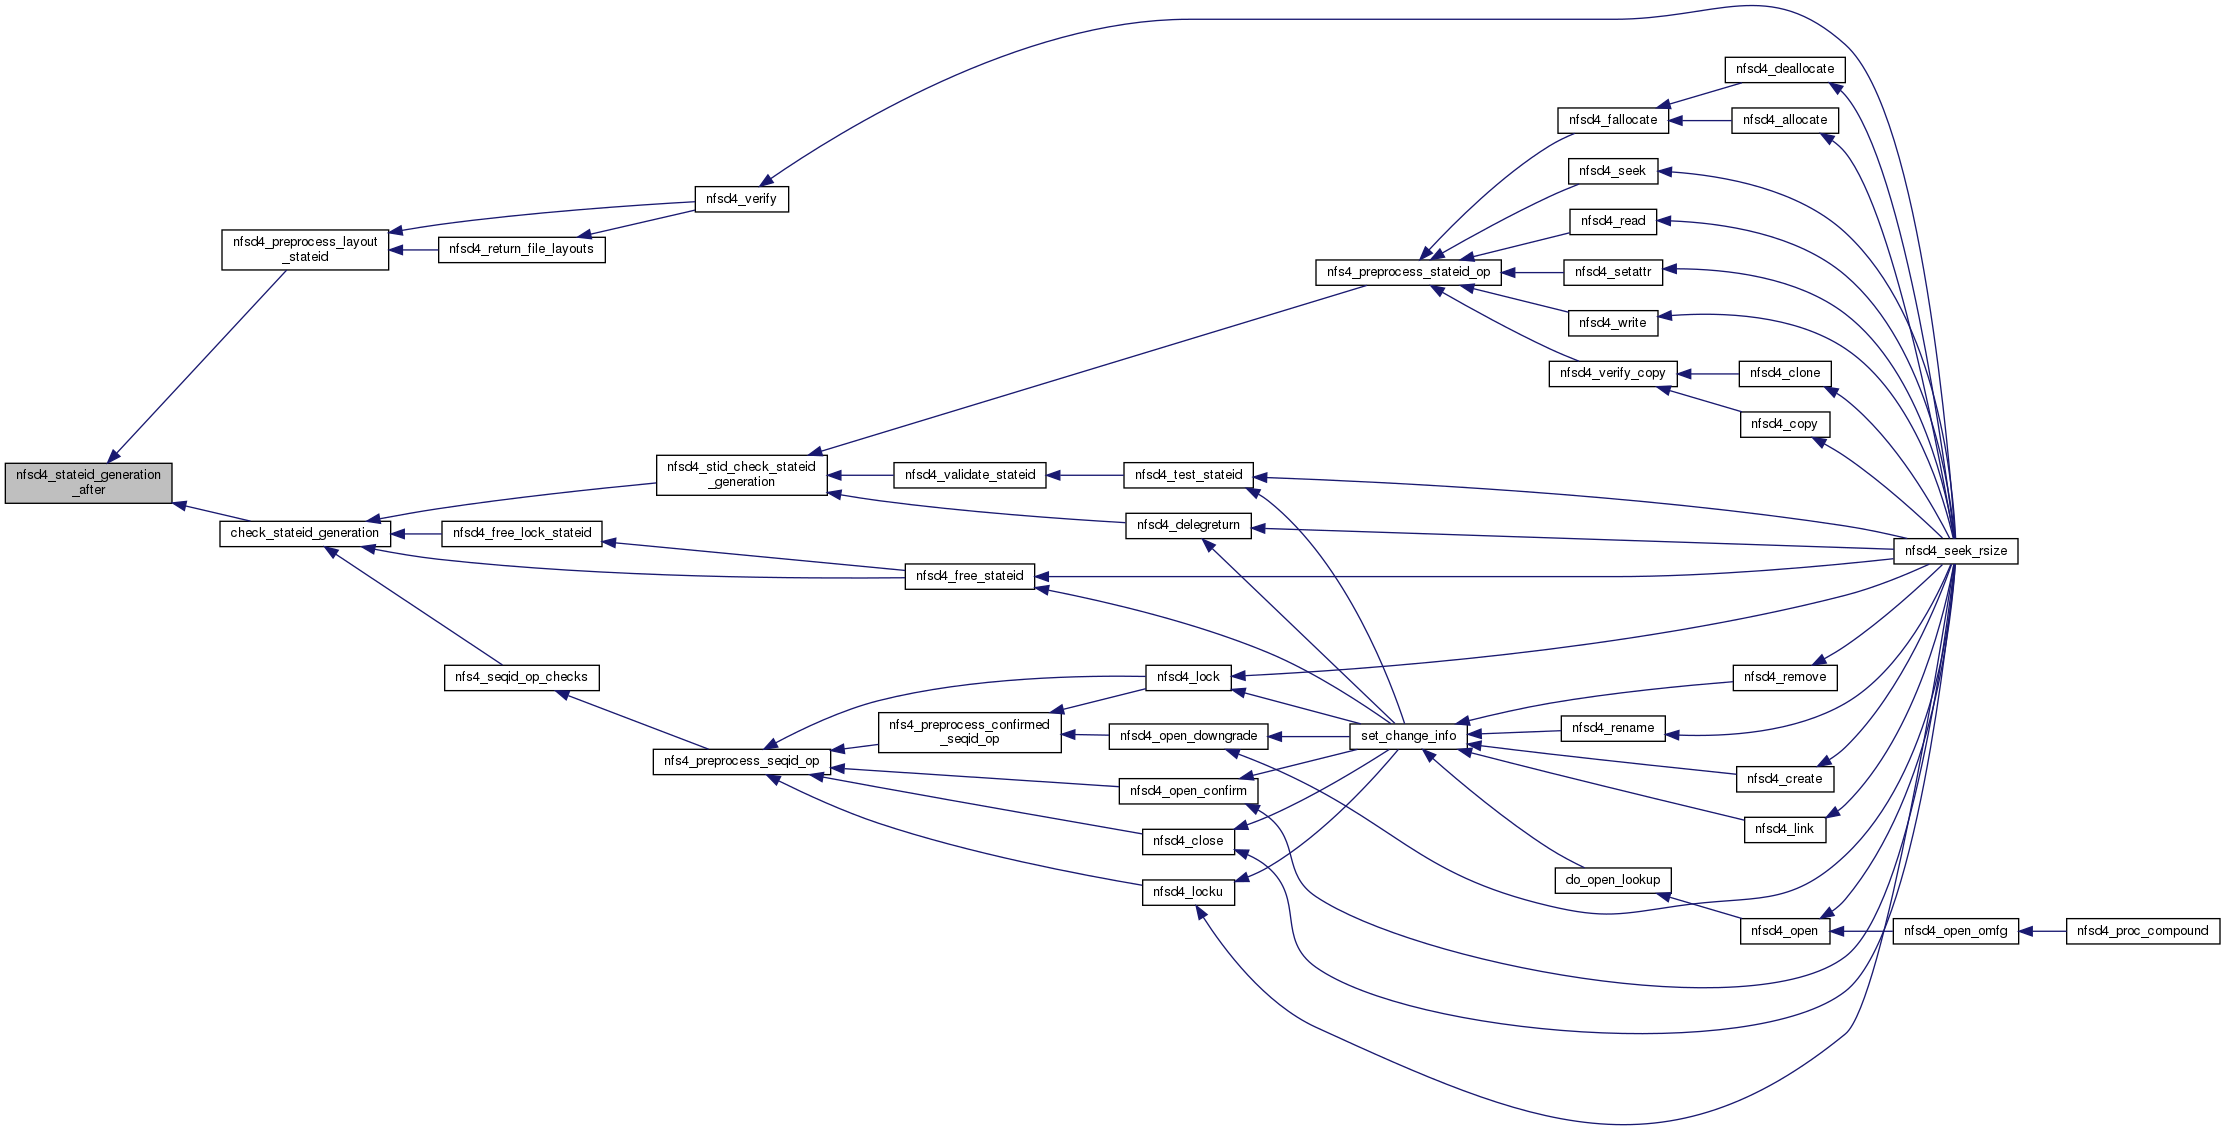 nfsd4_deallocate
nfsd4_fallocate
nfsd4_allocate
nfsd4_seek
nfsd4_verify
nfsd4_read
nfsd4_preprocess_layout
_stateid
nfsd4_return_file_layouts
nfs4_preprocess_stateid_op
nfsd4_setattr
nfsd4_write
nfsd4_verify_copy
nfsd4_clone
nfsd4_copy
nfsd4_stateid_generation
_after
nfsd4_stid_check_stateid
_generation
nfsd4_validate_stateid
nfsd4_test_stateid
nfsd4_delegreturn
check_stateid_generation
nfsd4_free_lock_stateid
nfsd4_seek_rsize
nfsd4_free_stateid
nfs4_seqid_op_checks
nfsd4_lock
nfsd4_remove
nfs4_preprocess_confirmed
_seqid_op
nfsd4_open_downgrade
set_change_info
nfsd4_rename
nfs4_preprocess_seqid_op
nfsd4_create
nfsd4_open_confirm
nfsd4_link
nfsd4_close
do_open_lookup
nfsd4_locku
nfsd4_open
nfsd4_open_omfg
nfsd4_proc_compound